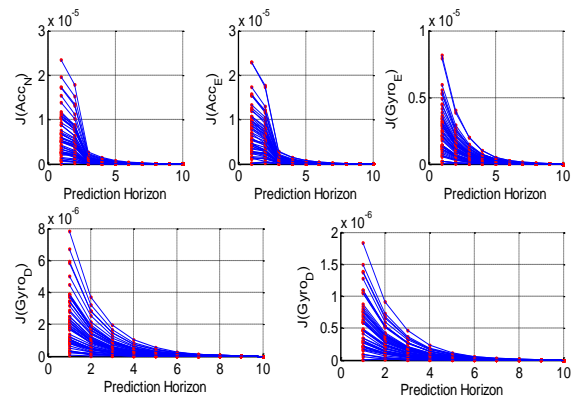 x 10^-5
x 10^-5
x 10^-5
J(Acc_N)
3
2
1
0
0 5 10
Prediction Horizon
J(Acc_E)
3
2
1
0
0 5 10
Prediction Horizon
J(Gyro_E)
1
0.5
0
0 5 10
Prediction Horizon
x 10^-6
J(Gyro_D)
8
6
4
2
0
0 2 4 6 8 10
Prediction Horizon
x 10^-6
J(Gyro_D)
2
1.5
1
0.5
0
0 2 4 6 8 10
Prediction Horizon